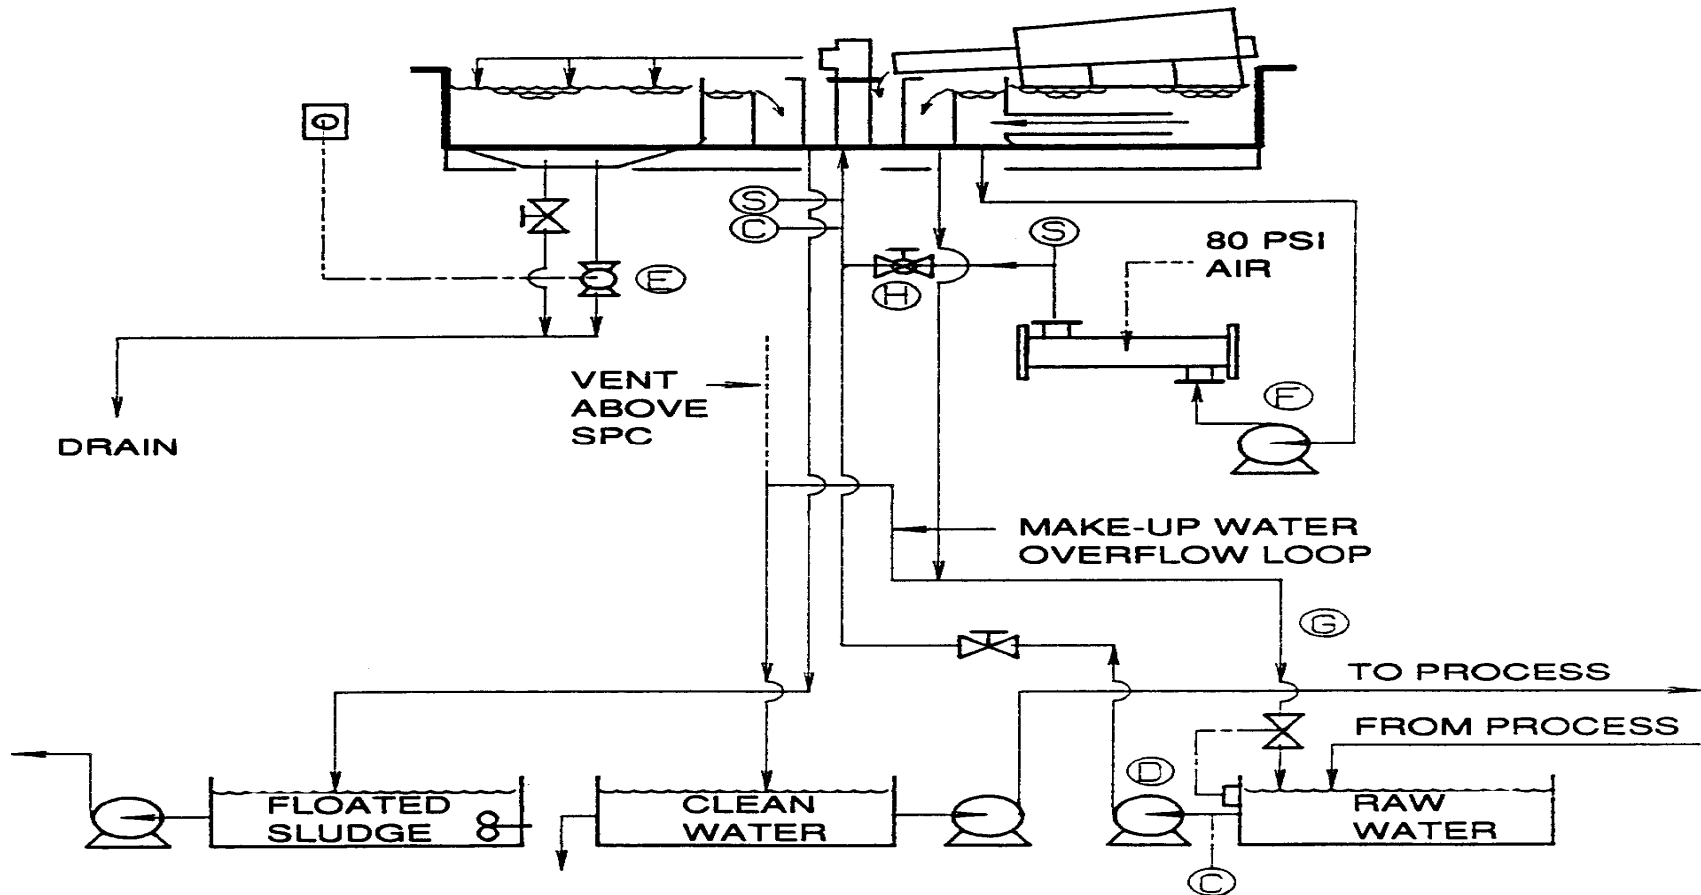 S
C
S
80 PSI
AIR
E
H
F
VENT
ABOVE
SPC
DRAIN
MAKE-UP WATER
OVERFLOW LOOP
G
TO PROCESS
FROM PROCESS
D
FLOATED
SLUDGE
CLEAN
WATER
RAW
WATER
C